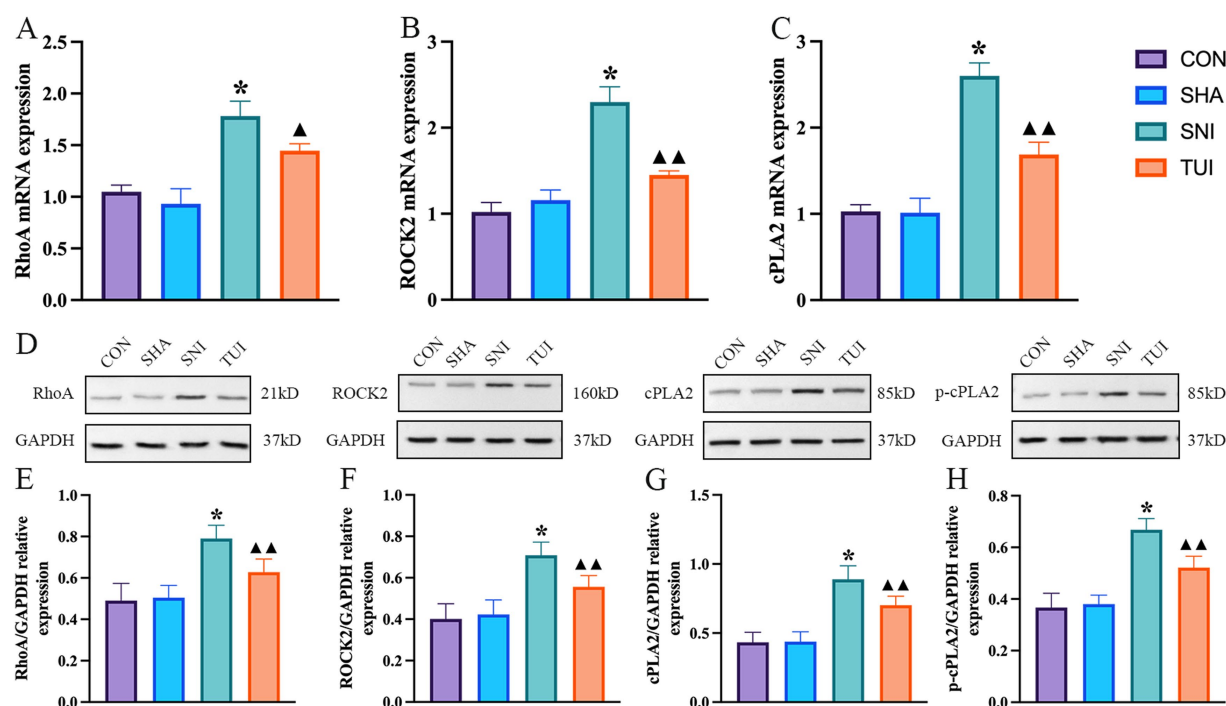 A
RhoA mRNA expression
2.5
2.0
1.5
1.0
0.5
0.0
*
▲
B
ROCK2 mRNA expression
3
2
1
0
*
▲▲
C
cPLA2 mRNA expression
3
2
1
0
*
▲▲
CON
SHA
SNI
TUI
D
CON SHA SNI TUI
RhoA 21kD
GAPDH 37kD
CON SHA SNI TUI
ROCK2 160kD
GAPDH 37kD
CON SHA SNI TUI
cPLA2 85kD
GAPDH 37kD
CON SHA SNI TUI
p-cPLA2 85kD
GAPDH 37kD
E
RhoA/GAPDH relative
expression
1.0
0.8
0.6
0.4
0.2
0.0
*
▲▲
F
ROCK2/GAPDH relative
expression
1.0
0.8
0.6
0.4
0.2
0.0
*
▲▲
G
cPLA2/GAPDH relative
expression
1.5
1.0
0.5
0.0
*
▲▲
H
p-cPLA2/GAPDH relative
expression
0.8
0.6
0.4
0.2
0.0
*
▲▲